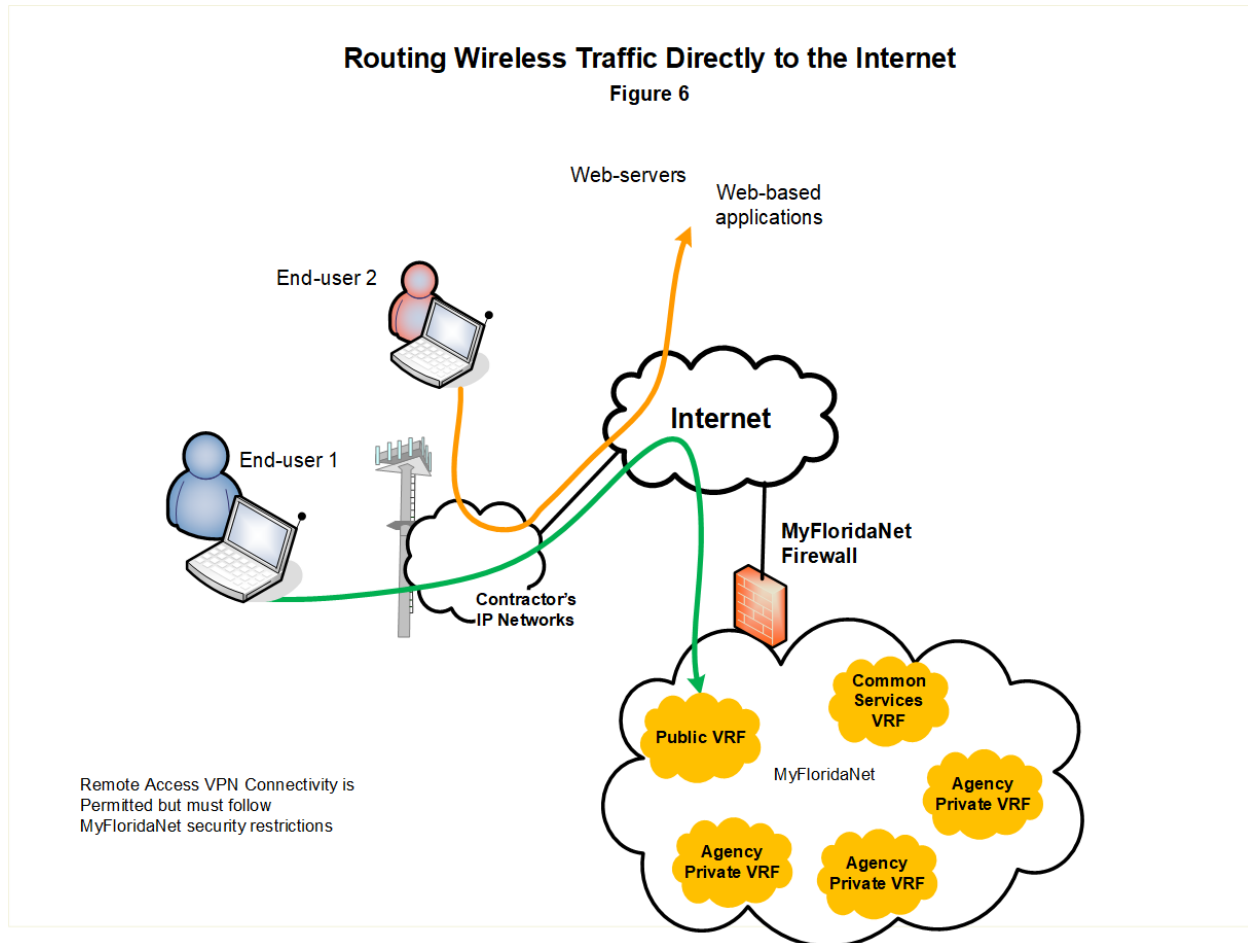 Routing Wireless Traffic Directly to the Internet
Figure 6
Web-servers
Web-based
applications
End-user 2
Internet
End-user 1
MyFloridaNet
Firewall
Contractor's
IP Networks
Common
Services
VRF
Public VRF
MyFloridaNet
Agency
Private VRF
Remote Access VPN Connectivity is
Permitted but must follow
MyFloridaNet security restrictions
Agency
Private VRF
Agency
Private VRF